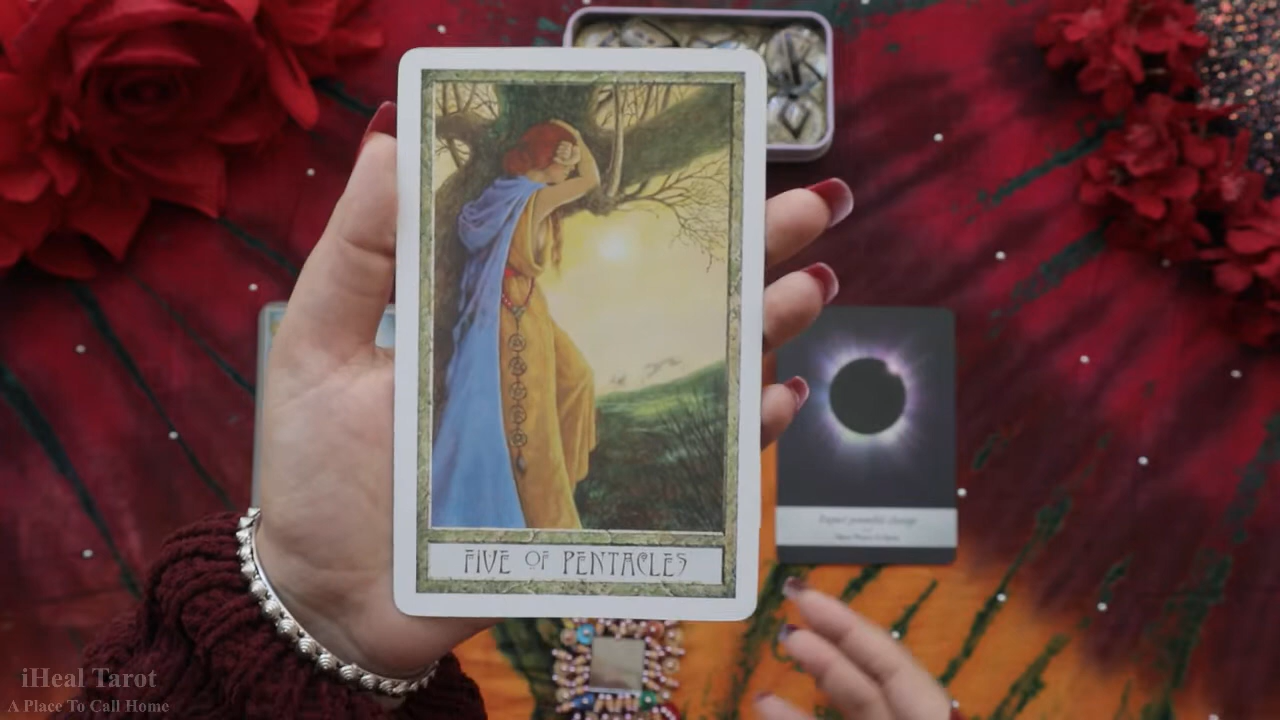 FIVE OF PENTACLES
Expect powerful change
iHeal Tarot
A Place To Call Home